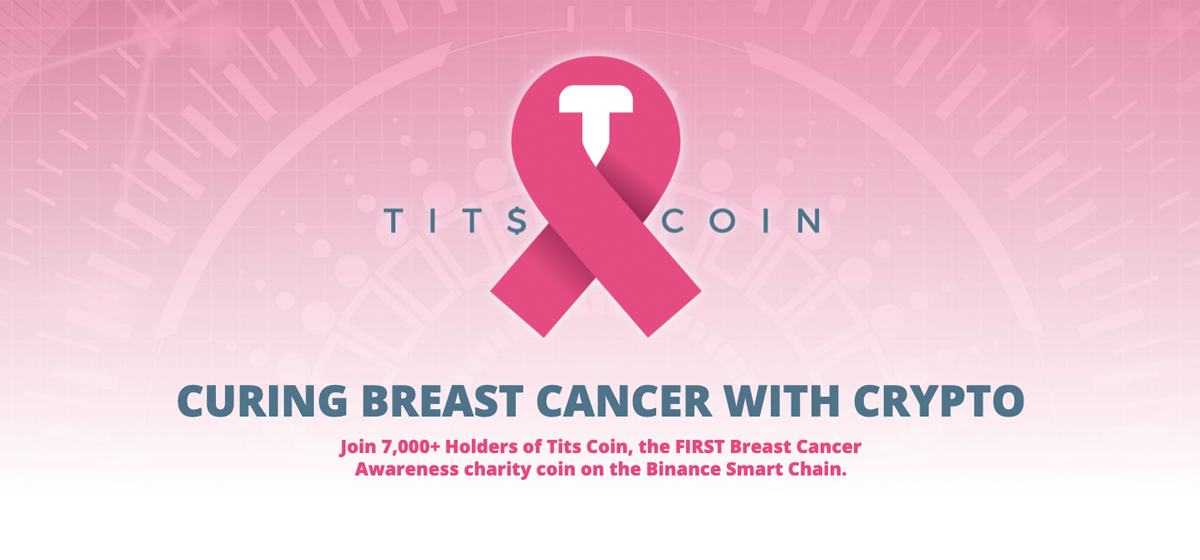 T
TIT$ COIN
CURING BREAST CANCER WITH CRYPTO
Join 7,000+ Holders of Tits Coin, the FIRST Breast Cancer
Awareness charity coin on the Binance Smart Chain.